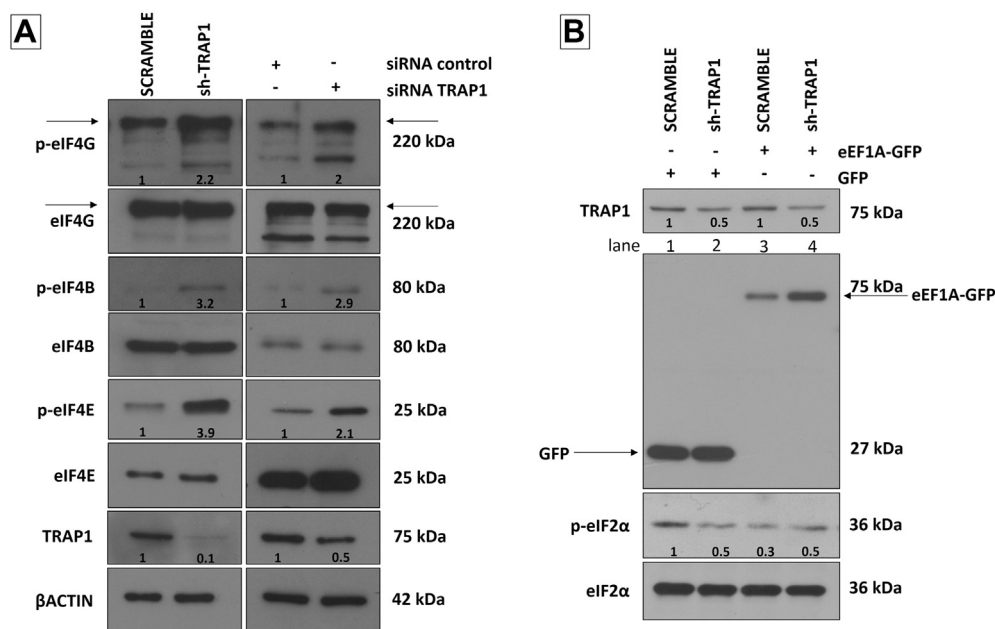 A
SCRAMBLE
sh-TRAP1
+ - siRNA control
- + siRNA TRAP1
p-eIF4G
220 kDa
1 2.2 1 2
eIF4G
220 kDa
p-eIF4B
80 kDa
1 3.2 1 2.9
eIF4B
80 kDa
p-eIF4E
25 kDa
1 3.9 1 2.1
eIF4E
25 kDa
TRAP1
75 kDa
1 0.1 1 0.5
βACTIN
42 kDa
B
SCRAMBLE
sh-TRAP1
SCRAMBLE
sh-TRAP1
- - + + eEF1A-GFP
+ + - - GFP
TRAP1
75 kDa
1 0.5 1 0.5
lane 1 2 3 4
75 kDa
eEF1A-GFP
GFP
27 kDa
p-eIF2α
36 kDa
1 0.5 0.3 0.5
eIF2α
36 kDa